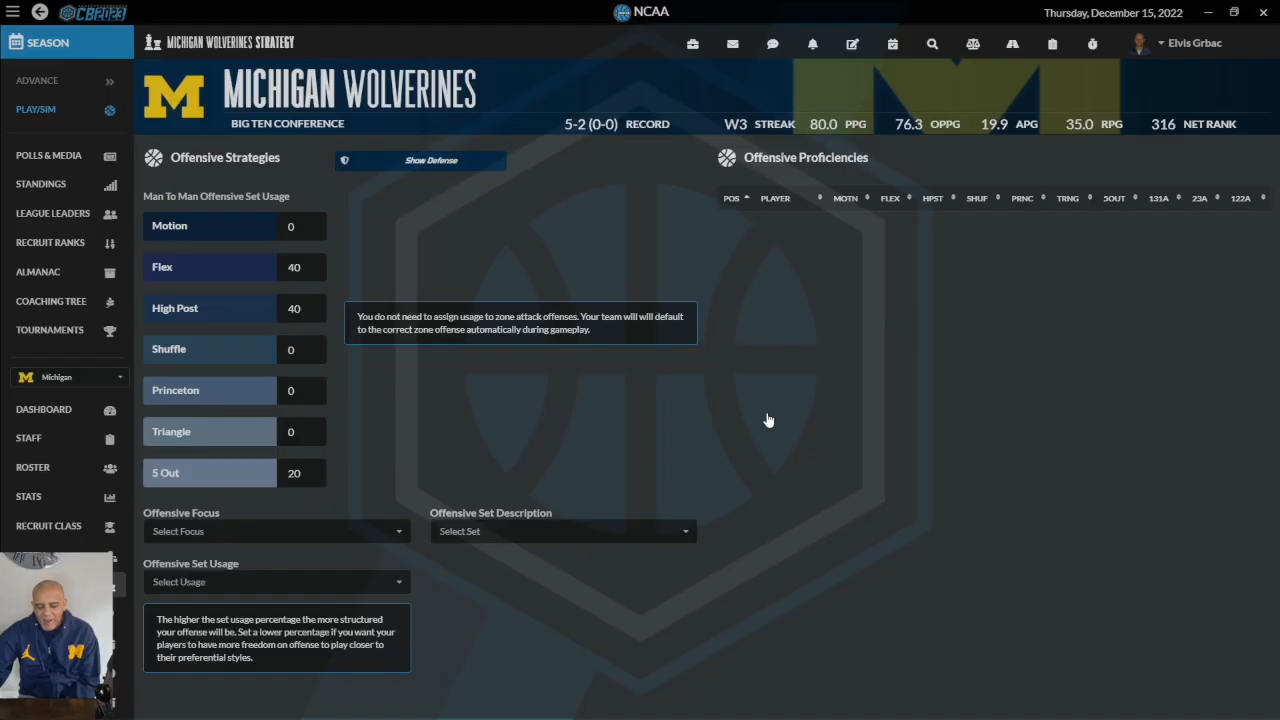 CB2023
NCAA
Thursday, December 15, 2022
SEASON
MICHIGAN WOLVERINES STRATEGY
Elvis Grbac
ADVANCE
PLAY/SIM
POLLS & MEDIA
STANDINGS
LEAGUE LEADERS
RECRUIT RANKS
ALMANAC
COACHING TREE
TOURNAMENTS
Michigan
DASHBOARD
STAFF
ROSTER
STATS
RECRUIT CLASS
MICHIGAN WOLVERINES
BIG TEN CONFERENCE
5-2 (0-0) RECORD W3 STREAK 80.0 PPG 76.3 OPPG 19.9 APG 35.0 RPG 316 NET RANK
Offensive Strategies
Show Defense
Man To Man Offensive Set Usage
Motion 0
Flex 40
High Post 40
Shuffle 0
Princeton 0
Triangle 0
5 Out 20
You do not need to assign usage to zone attack offenses. Your team will will default
to the correct zone offense automatically during gameplay.
Offensive Focus
Select Focus
Offensive Set Description
Select Set
Offensive Set Usage
Select Usage
The higher the set usage percentage the more structured
your offense will be. Set a lower percentage if you want your
players to have more freedom on offense to play closer to
their preferential styles.
Offensive Proficiencies
POS PLAYER MOTN FLEX HPST SHUF PRNC TRNG 5OUT 131A 23A 122A